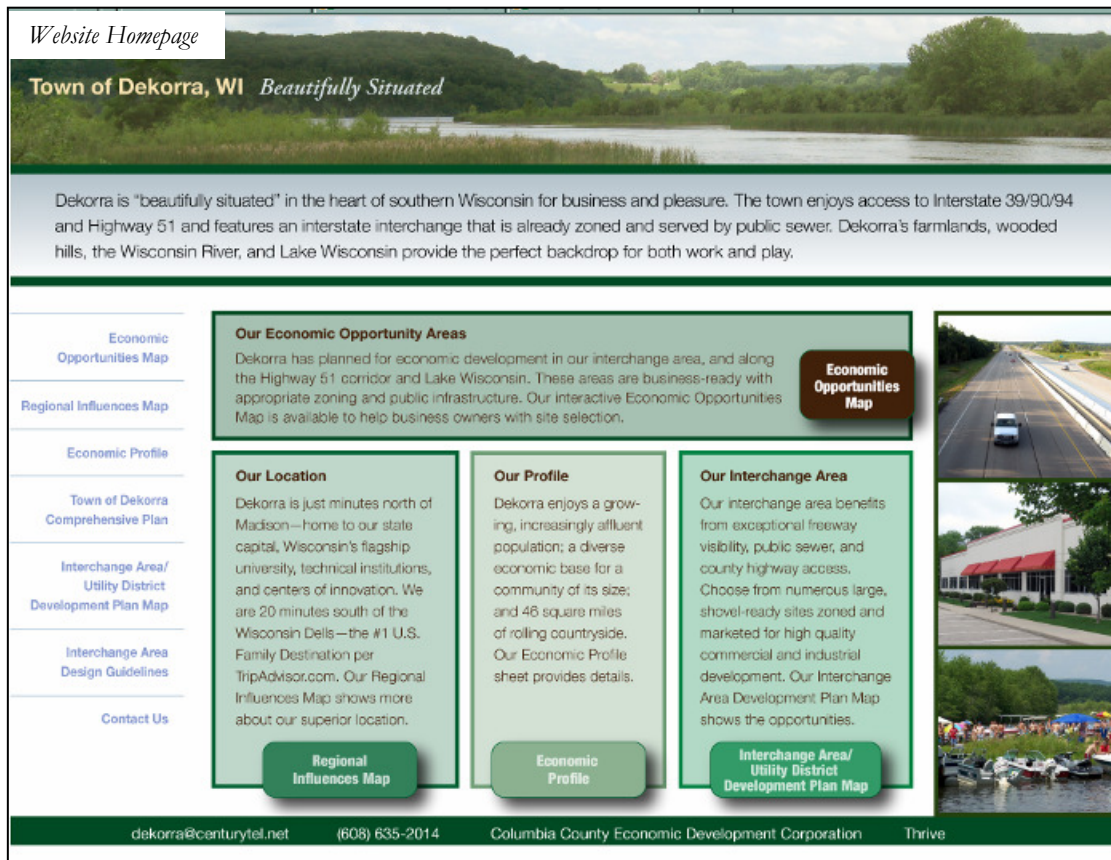 Website Homepage
Town of Dekorra, WI Beautifully Situated
Dekorra is "beautifully situated" in the heart of southern Wisconsin for business and pleasure. The town enjoys access to Interstate 39/90/94
and Highway 51 and features an interstate interchange that is already zoned and served by public sewer. Dekorra's farmlands, wooded
hills, the Wisconsin River, and Lake Wisconsin provide the perfect backdrop for both work and play.
Economic
Opportunities Map
Regional Influences Map
Economic Profile
Town of Dekorra
Comprehensive Plan
Interchange Area/
Utility District
Development Plan Map
Interchange Area
Design Guidelines
Contact Us
Our Economic Opportunity Areas
Dekorra has planned for economic development in our interchange area, and along
the Highway 51 corridor and Lake Wisconsin. These areas are business-ready with
appropriate zoning and public infrastructure. Our interactive Economic Opportunities
Map is available to help business owners with site selection.
Economic
Opportunities
Map
Our Location
Dekorra is just minutes north of
Madison—home to our state
capital, Wisconsin's flagship
university, technical institutions,
and centers of innovation. We
are 20 minutes south of the
Wisconsin Dells—the #1 U.S.
Family Destination per
TripAdvisor.com. Our Regional
Influences Map shows more
about our superior location.
Regional
Influences Map
Our Profile
Dekorra enjoys a grow-
ing, increasingly affluent
population; a diverse
economic base for a
community of its size;
and 46 square miles
of rolling countryside.
Our Economic Profile
sheet provides details.
Economic
Profile
Our Interchange Area
Our interchange area benefits
from exceptional freeway
visibility, public sewer, and
county highway access.
Choose from numerous large,
shovel-ready sites zoned and
marketed for high quality
commercial and industrial
development. Our Interchange
Area Development Plan Map
shows the opportunities.
Interchange Area/
Utility District
Development Plan Map
dekorra@centurytel.net (608) 635-2014 Columbia County Economic Development Corporation Thrive